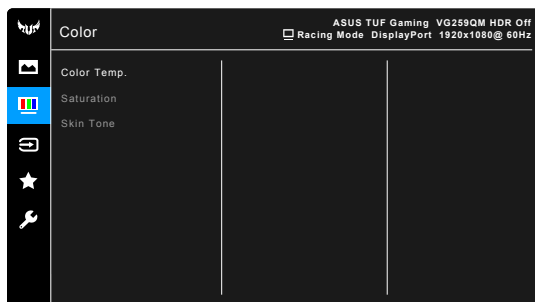 Color
ASUS TUF Gaming VG259QM HDR Off
Racing Mode DisplayPort 1920x1080@ 60Hz
Color Temp.
Saturation
Skin Tone